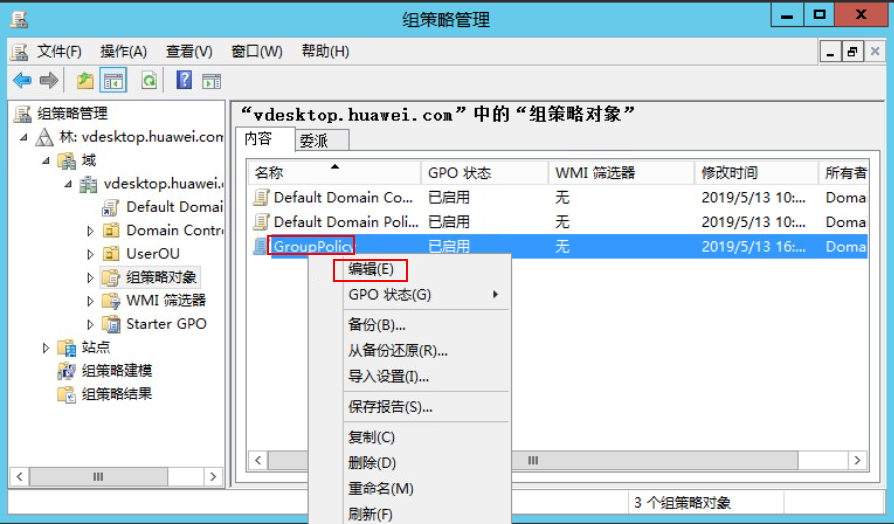 组策略管理
文件(F) 操作(A) 查看(V) 窗口(W) 帮助(H)
组策略管理
林: vdesktop.huawei.com
域
vdesktop.huawei.
Default Domai
Domain Contr
UserOU
组策略对象
WMI 筛选器
Starter GPO
站点
组策略建模
组策略结果
“vdesktop.huawei.com”中的“组策略对象”
内容 委派
名称 GPO 状态 WMI 筛选器 修改时间 所有者
Default Domain Co... 已启用 无 2019/5/13 10:... Doma
Default Domain Poli... 已启用 无 2019/5/13 10:... Doma
GroupPolicy 已启用 无 2019/5/13 16:... Doma
编辑(E)
GPO 状态(G)
备份(B)...
从备份还原(R)...
导入设置(I)...
保存报告(S)...
复制(C)
删除(D)
重命名(M)
刷新(F)
3 个组策略对象